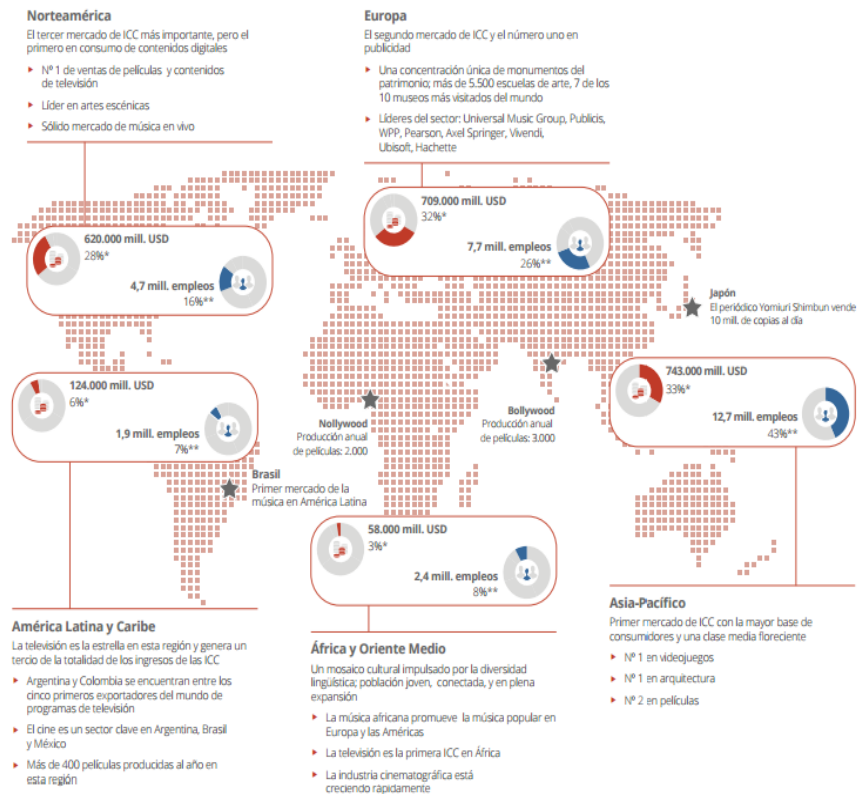 Norteamérica
El tercer mercado de ICC más importante, pero el
primero en consumo de contenidos digitales
▶ Nº 1 de ventas de películas y contenidos
de televisión
▶ Líder en artes escénicas
▶ Sólido mercado de música en vivo
Europa
El segundo mercado de ICC y el número uno en
publicidad
▶ Una concentración única de monumentos del
patrimonio; más de 5.500 escuelas de arte, 7 de los
10 museos más visitados del mundo
▶ Líderes del sector: Universal Music Group, Publicis,
WPP, Pearson, Axel Springer, Vivendi,
Ubisoft, Hachette
620.000 mill. USD
28%*
4,7 mill. empleos
16%**
709.000 mill. USD
32%*
7,7 mill. empleos
26%**
Japón
El periódico Yomiuri Shimbun vende
10 mill. de copias al día
124.000 mill. USD
6%*
1,9 mill. empleos
7%**
Nollywood
Producción anual
de películas: 2.000
Bollywood
Producción anual
de películas: 3.000
743.000 mill. USD
33%*
12,7 mill. empleos
43%**
Brasil
Primer mercado de la
música en América Latina
58.000 mill. USD
3%*
2,4 mill. empleos
8%**
América Latina y Caribe
La televisión es la estrella en esta región y genera un
tercio de la totalidad de los ingresos de las ICC
▶ Argentina y Colombia se encuentran entre los
cinco primeros exportadores del mundo de
programas de televisión
▶ El cine es un sector clave en Argentina, Brasil
y México
▶ Más de 400 películas producidas al año en
esta región
África y Oriente Medio
Un mosaico cultural impulsado por la diversidad
lingüística; población joven, conectada, y en plena
expansión
▶ La música africana promueve la música popular en
Europa y las Américas
▶ La televisión es la primera ICC en África
▶ La industria cinematográfica está
creciendo rápidamente
Asia-Pacífico
Primer mercado de ICC con la mayor base de
consumidores y una clase media floreciente
▶ Nº 1 en videojuegos
▶ Nº 1 en arquitectura
▶ Nº 2 en películas